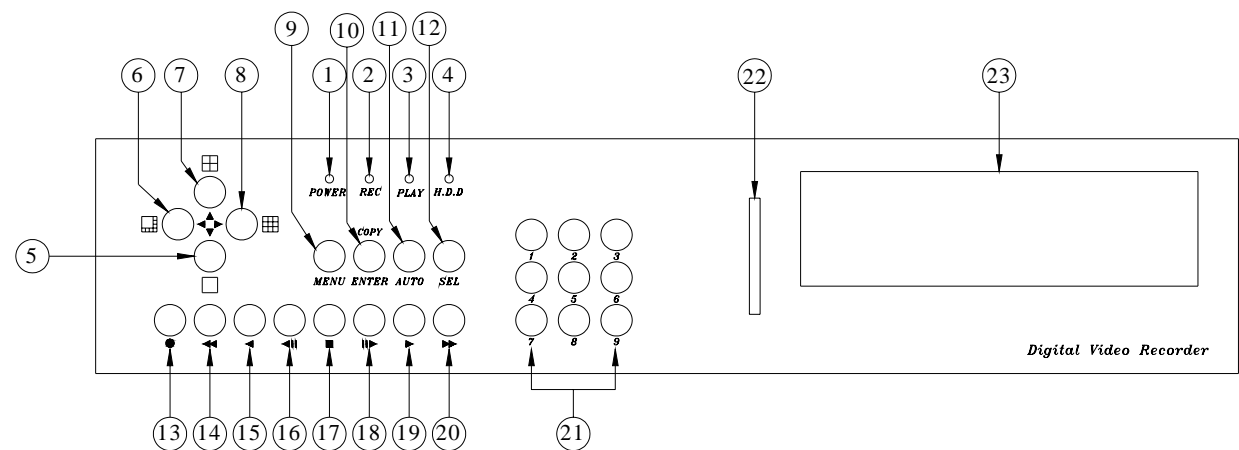 9 10 11 12
6 7 8 1 2 3 4 22 23
POWER REC PLAY H.D.D
COPY
5
MENU ENTER AUTO SEL
1 2 3
4 5 6
7 8 9
Digital Video Recorder
13 14 15 16 17 18 19 20 21